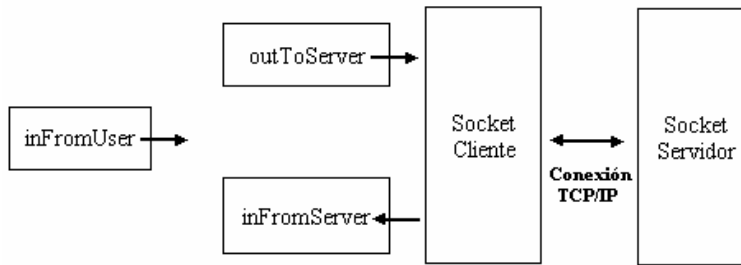 outToServer
inFromUser
inFromServer
Socket
Cliente
Conexión
TCP/IP
Socket
Servidor